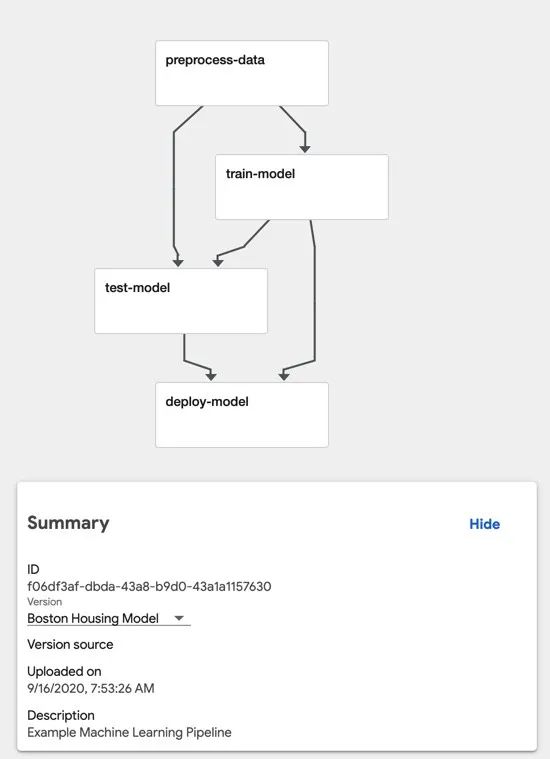 preprocess-data
train-model
test-model
deploy-model
Summary
Hide
ID
f06df3af-dbda-43a8-b9d0-43a1a1157630
Version
Boston Housing Model
Version source
Uploaded on
9/16/2020, 7:53:26 AM
Description
Example Machine Learning Pipeline